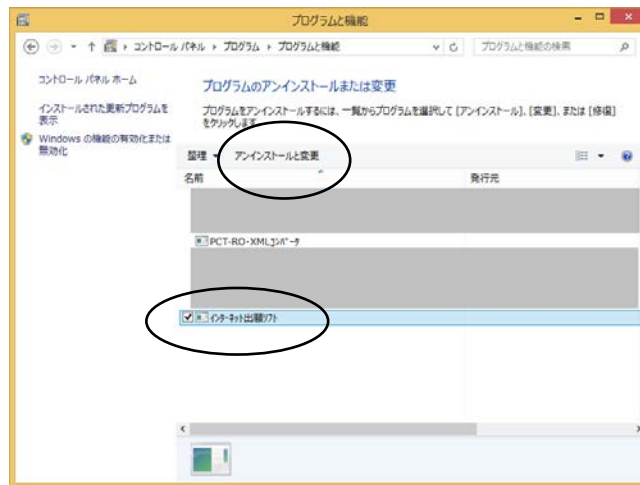 プログラムと機能
コントロール パネル ▸ プログラム ▸ プログラムと機能
プログラムと機能の検索
コントロール パネル ホーム
インストールされた更新プログラムを
表示
Windows の機能の有効化または
無効化
プログラムのアンインストールまたは変更
プログラムをアンインストールするには、一覧からプログラムを選択して [アンインストール]、[変更]、または [修復]
をクリックします。
整理 アンインストールと変更
名前 発行元
PCT-RO-XMLコンバータ
インターネット出願ソフト